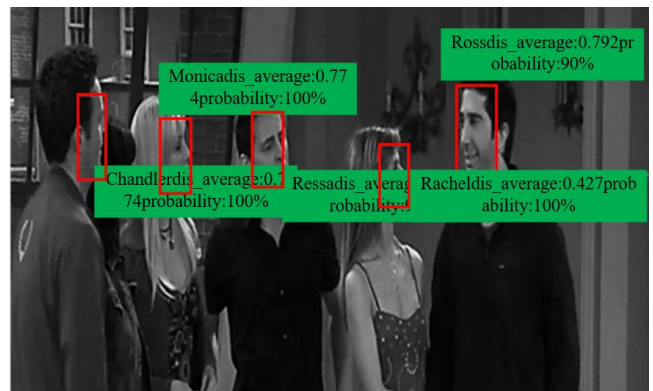 Rossdis_average:0.792pr
obability:90%
Monicadis_average:0.77
4probability:100%
Chandlerdis_average:0.7
74probability:100%
Ressadis_averag
robability:9
Racheldis_average:0.427prob
ability:100%